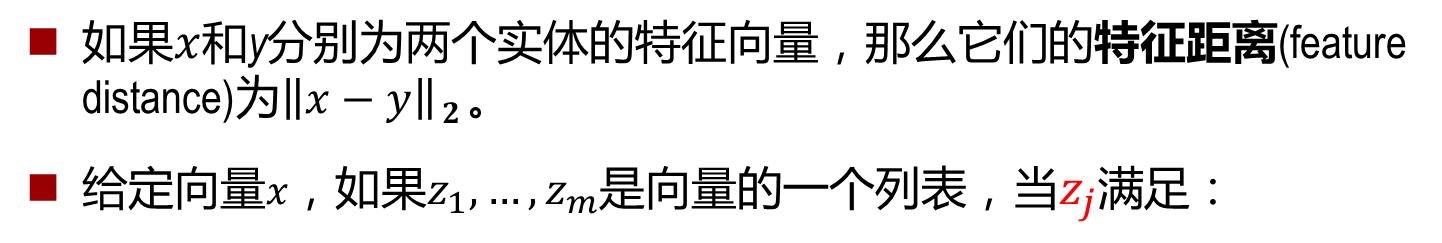 ■ 如果𝑥和y分别为两个实体的特征向量，那么它们的特征距离(feature
distance)为‖𝑥 − 𝑦‖₂。
■ 给定向量𝑥，如果𝑧₁, … , 𝑧ₘ是向量的一个列表，当𝑧ⱼ满足：